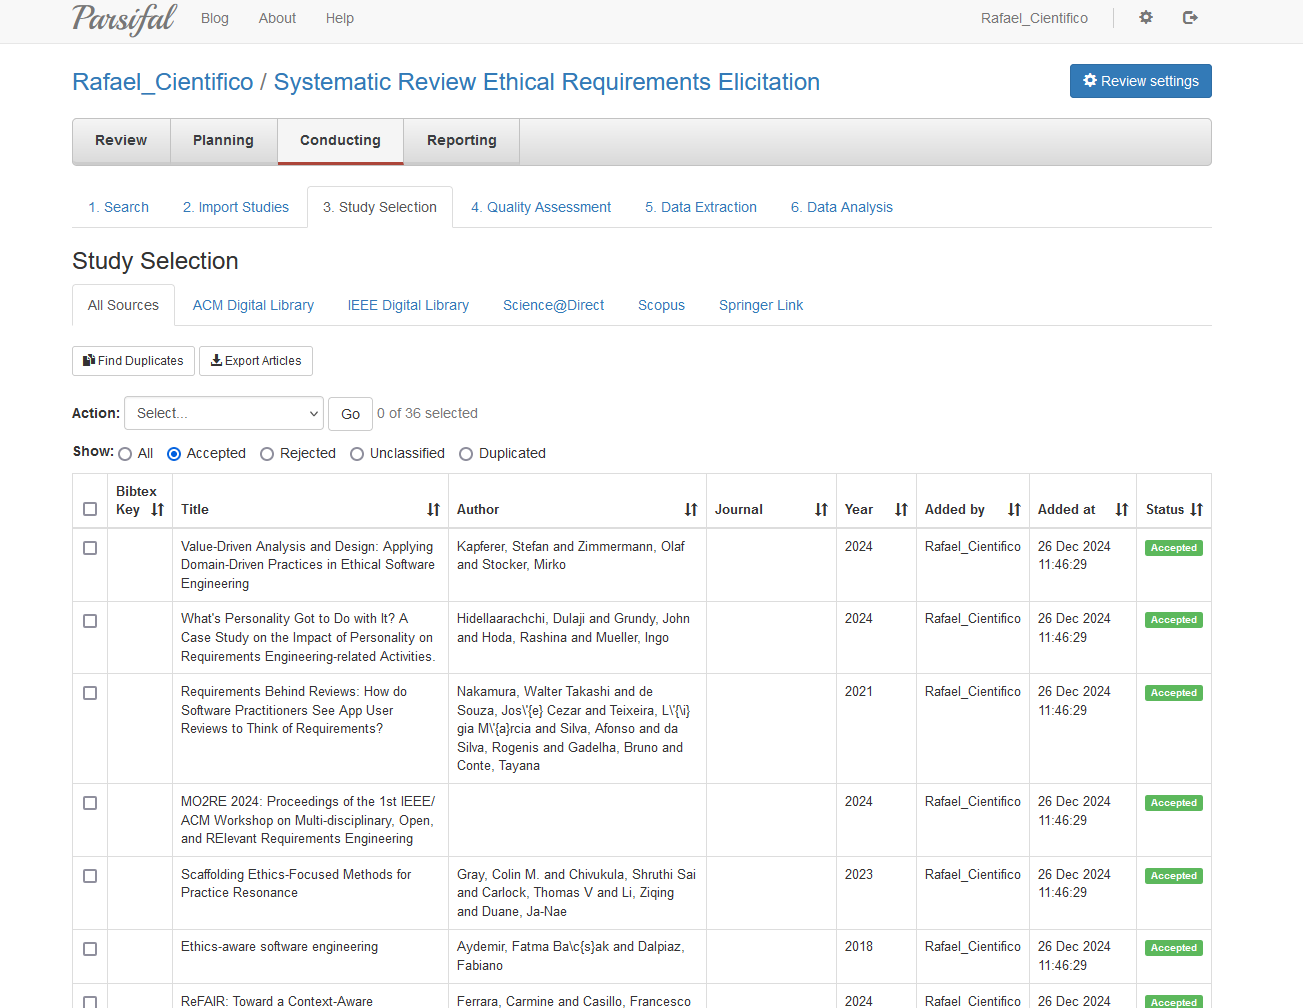 Parsifal Blog About Help Rafael_Cientifico
Rafael_Cientifico / Systematic Review Ethical Requirements Elicitation Review settings
Review Planning Conducting Reporting
1. Search 2. Import Studies 3. Study Selection 4. Quality Assessment 5. Data Extraction 6. Data Analysis
Study Selection
All Sources ACM Digital Library IEEE Digital Library Science@Direct Scopus Springer Link
Find Duplicates Export Articles
Action: Select... Go 0 of 36 selected
Show: All Accepted Rejected Unclassified Duplicated
Bibtex
Key Title Author Journal Year Added by Added at Status
Value-Driven Analysis and Design: Applying Kapferer, Stefan and Zimmermann, Olaf 2024 Rafael_Cientifico 26 Dec 2024 Accepted
Domain-Driven Practices in Ethical Software and Stocker, Mirko 11:46:29
Engineering
What's Personality Got to Do with It? A Hidellaarachchi, Dulaji and Grundy, John 2024 Rafael_Cientifico 26 Dec 2024 Accepted
Case Study on the Impact of Personality on and Hoda, Rashina and Mueller, Ingo 11:46:29
Requirements Engineering-related Activities.
Requirements Behind Reviews: How do Nakamura, Walter Takashi and de 2021 Rafael_Cientifico 26 Dec 2024 Accepted
Software Practitioners See App User Souza, Jos\'{e} Cezar and Teixeira, L\'{\i} 11:46:29
Reviews to Think of Requirements? gia M\'{a}rcia and Silva, Afonso and da
Silva, Rogenis and Gadelha, Bruno and
Conte, Tayana
MO2RE 2024: Proceedings of the 1st IEEE/ 2024 Rafael_Cientifico 26 Dec 2024 Accepted
ACM Workshop on Multi-disciplinary, Open, 11:46:29
and RElevant Requirements Engineering
Scaffolding Ethics-Focused Methods for Gray, Colin M. and Chivukula, Shruthi Sai 2023 Rafael_Cientifico 26 Dec 2024 Accepted
Practice Resonance and Carlock, Thomas V and Li, Ziqing 11:46:29
and Duane, Ja-Nae
Ethics-aware software engineering Aydemir, Fatma Ba\c{s}ak and Dalpiaz, 2018 Rafael_Cientifico 26 Dec 2024 Accepted
Fabiano 11:46:29
ReFAIR: Toward a Context-Aware Ferrara, Carmine and Casillo, Francesco 2024 Rafael_Cientifico 26 Dec 2024 Accepted